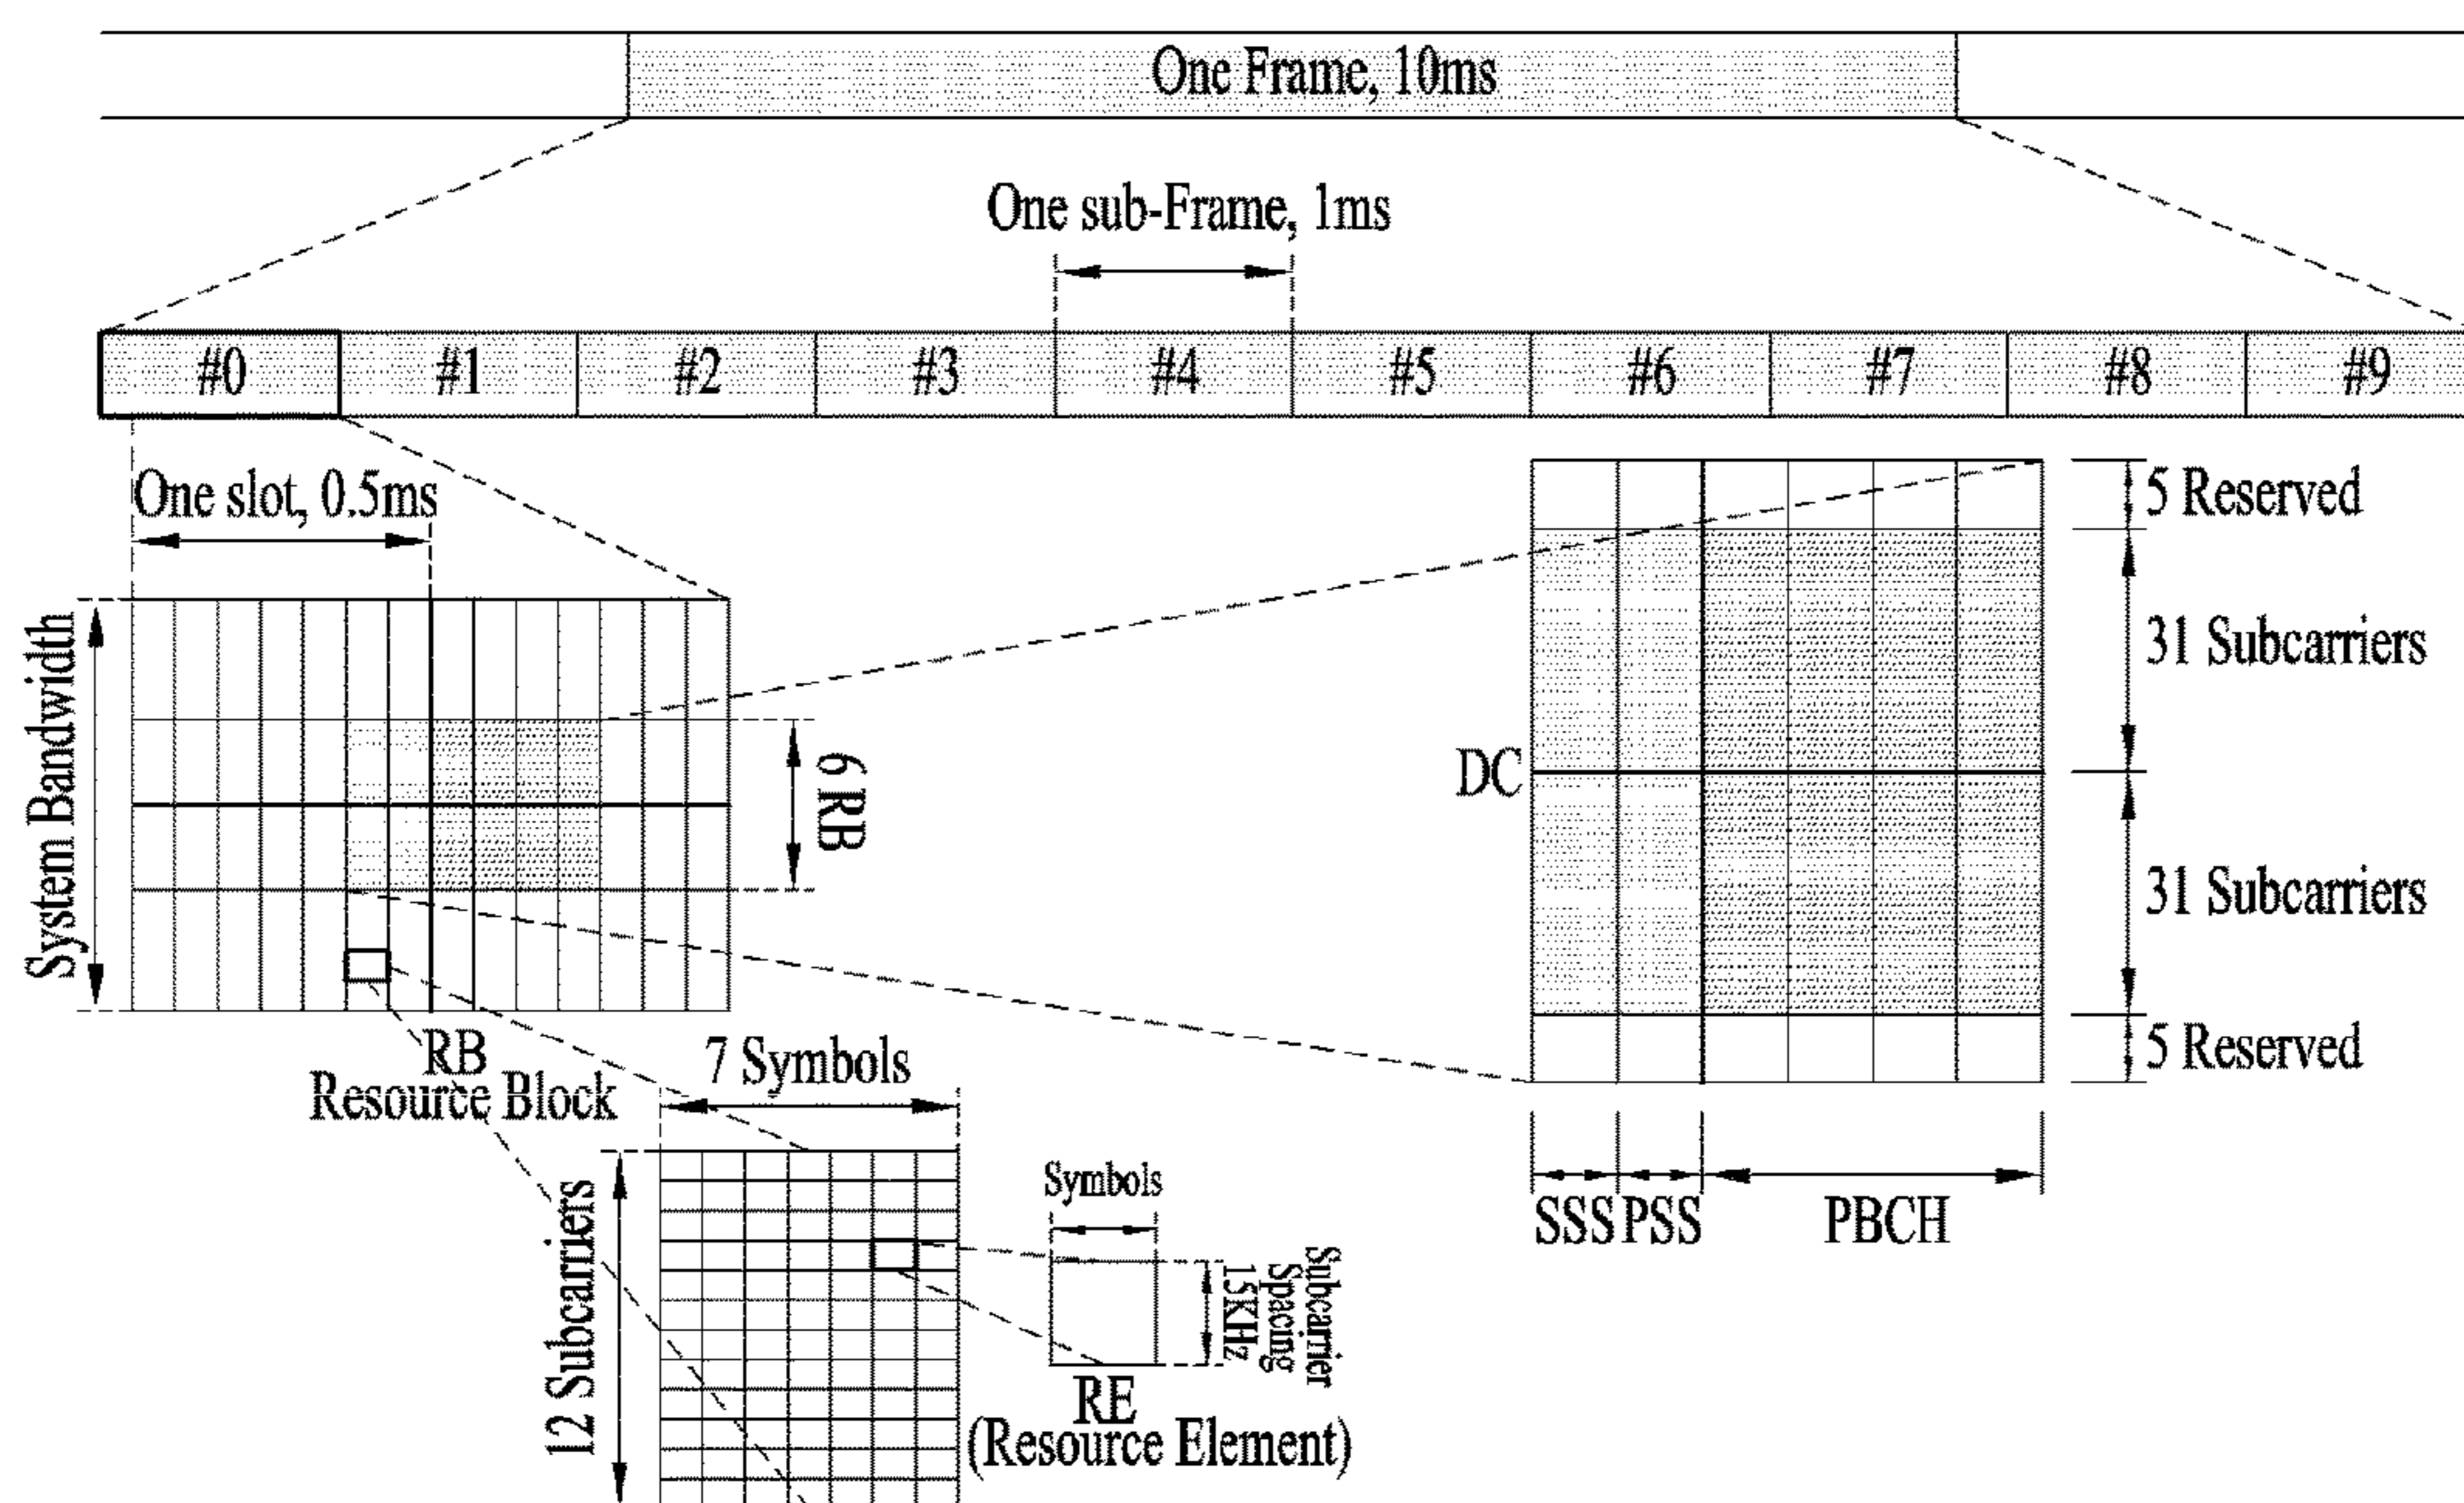 One Frame, 10ms
One sub-Frame, 1ms
#0 #1 #2 #3 #4 #5 #6 #7 #8 #9
One slot, 0.5ms
System Bandwidth
6 RB
RB
Resource Block
5 Reserved
31 Subcarriers
DC
31 Subcarriers
5 Reserved
SSS PSS PBCH
7 Symbols
12 Subcarriers
Symbols
Subcarrier
Spacing
15KHz
RE
(Resource Element)